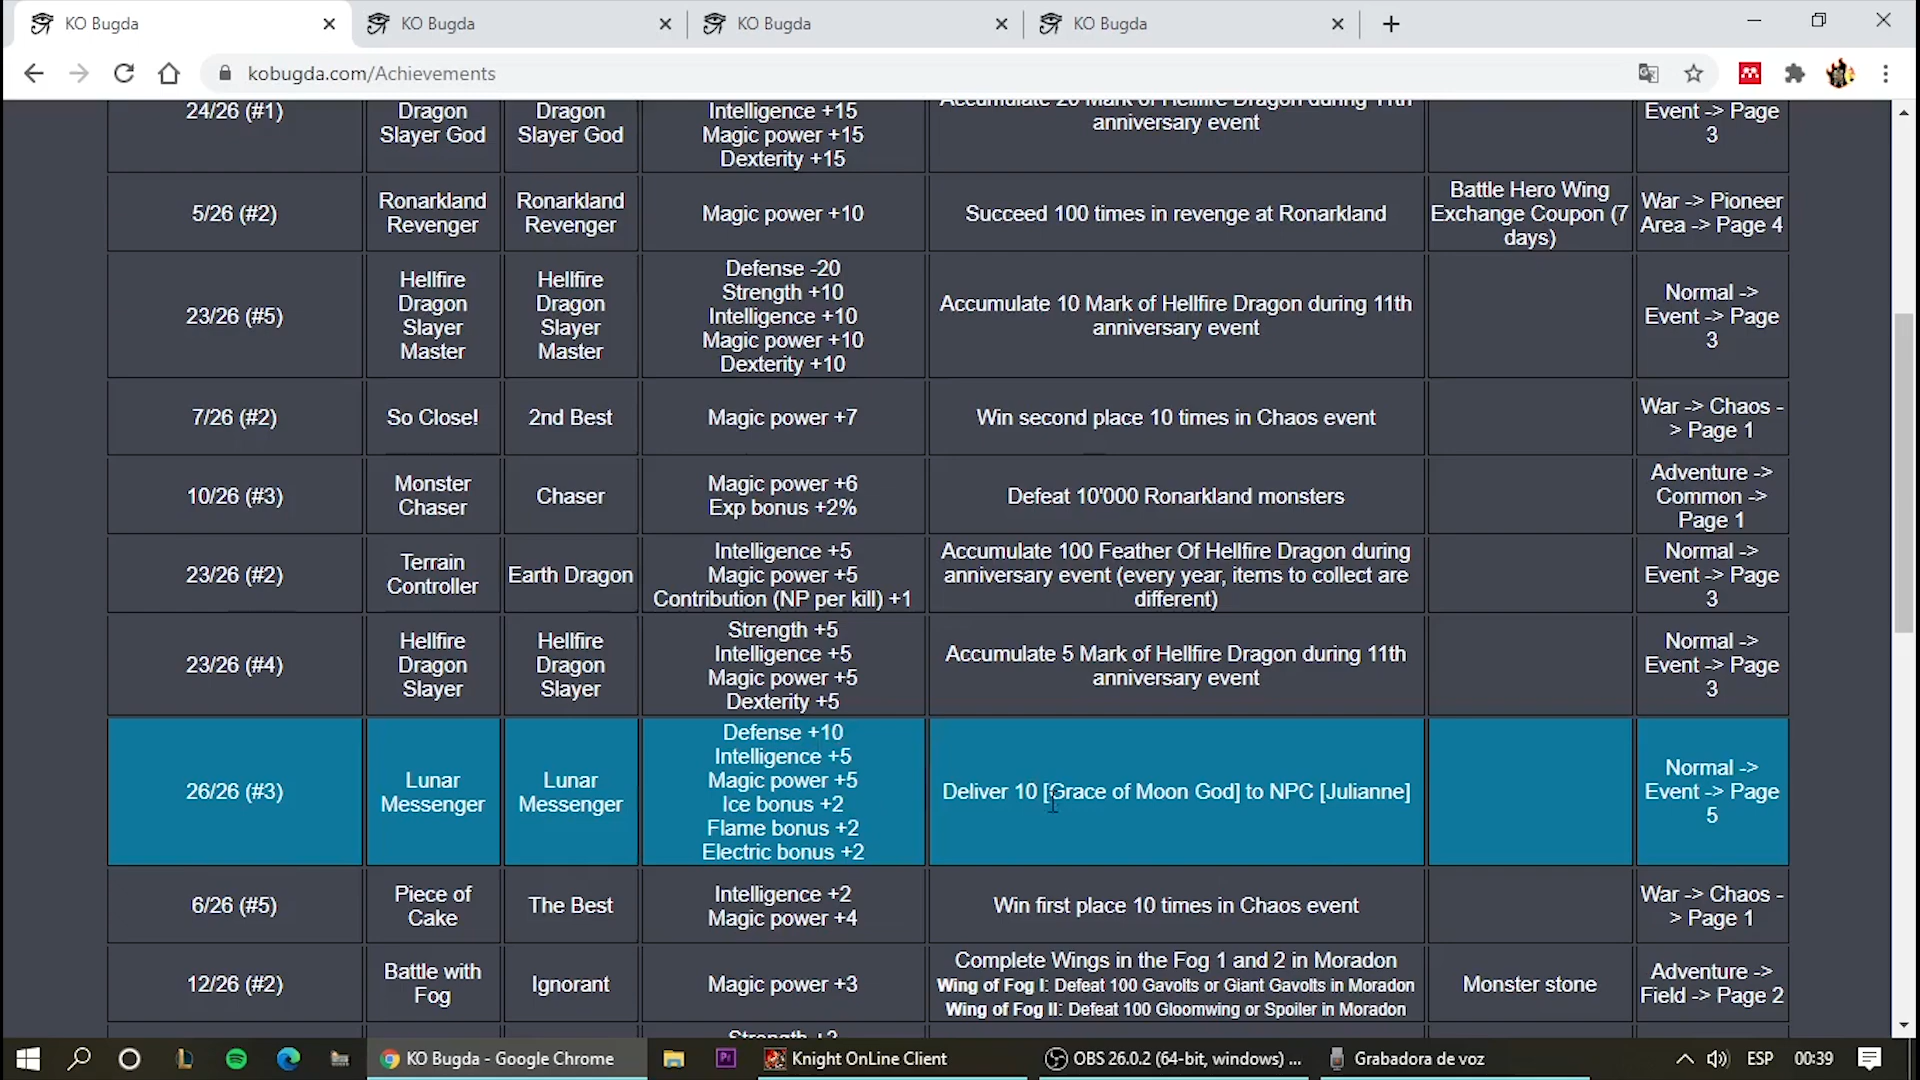 KO Bugda
KO Bugda
KO Bugda
KO Bugda
kobugda.com/Achievements
24/26 (#1)
Dragon
Slayer God
Dragon
Slayer God
Intelligence +15
Magic power +15
Dexterity +15
Accumulate 20 Mark of Hellfire Dragon during 11th
anniversary event
Event -> Page
3
5/26 (#2)
Ronarkland
Revenger
Ronarkland
Revenger
Magic power +10
Succeed 100 times in revenge at Ronarkland
Battle Hero Wing
Exchange Coupon (7
days)
War -> Pioneer
Area -> Page 4
23/26 (#5)
Hellfire
Dragon
Slayer
Master
Hellfire
Dragon
Slayer
Master
Defense -20
Strength +10
Intelligence +10
Magic power +10
Dexterity +10
Accumulate 10 Mark of Hellfire Dragon during 11th
anniversary event
Normal ->
Event -> Page
3
7/26 (#2)
So Close!
2nd Best
Magic power +7
Win second place 10 times in Chaos event
War -> Chaos -
> Page 1
10/26 (#3)
Monster
Chaser
Chaser
Magic power +6
Exp bonus +2%
Defeat 10'000 Ronarkland monsters
Adventure ->
Common ->
Page 1
23/26 (#2)
Terrain
Controller
Earth Dragon
Intelligence +5
Magic power +5
Contribution (NP per kill) +1
Accumulate 100 Feather Of Hellfire Dragon during
anniversary event (every year, items to collect are
different)
Normal ->
Event -> Page
3
23/26 (#4)
Hellfire
Dragon
Slayer
Hellfire
Dragon
Slayer
Strength +5
Intelligence +5
Magic power +5
Dexterity +5
Accumulate 5 Mark of Hellfire Dragon during 11th
anniversary event
Normal ->
Event -> Page
3
26/26 (#3)
Lunar
Messenger
Lunar
Messenger
Defense +10
Intelligence +5
Magic power +5
Ice bonus +2
Flame bonus +2
Electric bonus +2
Deliver 10 [Grace of Moon God] to NPC [Julianne]
Normal ->
Event -> Page
5
6/26 (#5)
Piece of
Cake
The Best
Intelligence +2
Magic power +4
Win first place 10 times in Chaos event
War -> Chaos -
> Page 1
12/26 (#2)
Battle with
Fog
Ignorant
Magic power +3
Complete Wings in the Fog 1 and 2 in Moradon
Wing of Fog I: Defeat 100 Gavolts or Giant Gavolts in Moradon
Wing of Fog II: Defeat 100 Gloomwing or Spoiler in Moradon
Monster stone
Adventure ->
Field -> Page 2
Strength +2
KO Bugda - Google Chrome
Pr
Knight OnLine Client
OBS 26.0.2 (64-bit, windows) ...
Grabadora de voz
ESP
00:39